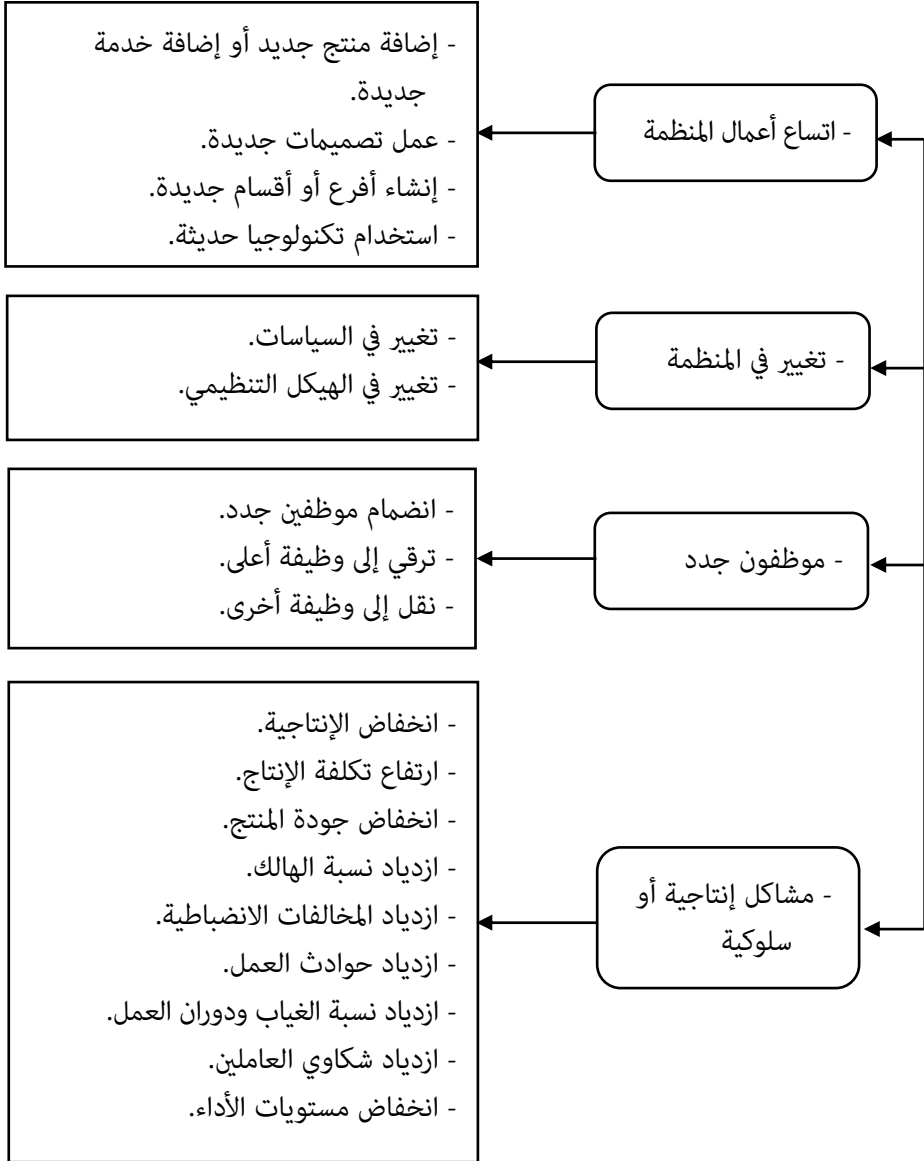 - اتساع أعمال المنظمة
- إضافة منتج جديد أو إضافة خدمة
جديدة.
- عمل تصميمات جديدة.
- إنشاء أفرع أو أقسام جديدة.
- استخدام تكنولوجيا حديثة.
- تغيير في المنظمة
- تغيير في السياسات.
- تغيير في الهيكل التنظيمي.
- موظفون جدد
- انضمام موظفين جدد.
- ترقي إلى وظيفة أعلى.
- نقل إلى وظيفة أخرى.
- مشاكل إنتاجية أو
سلوكية
- انخفاض الإنتاجية.
- ارتفاع تكلفة الإنتاج.
- انخفاض جودة المنتج.
- ازدياد نسبة الهالك.
- ازدياد المخالفات الانضباطية.
- ازدياد حوادث العمل.
- ازدياد نسبة الغياب ودوران العمل.
- ازدياد شكاوي العاملين.
- انخفاض مستويات الأداء.